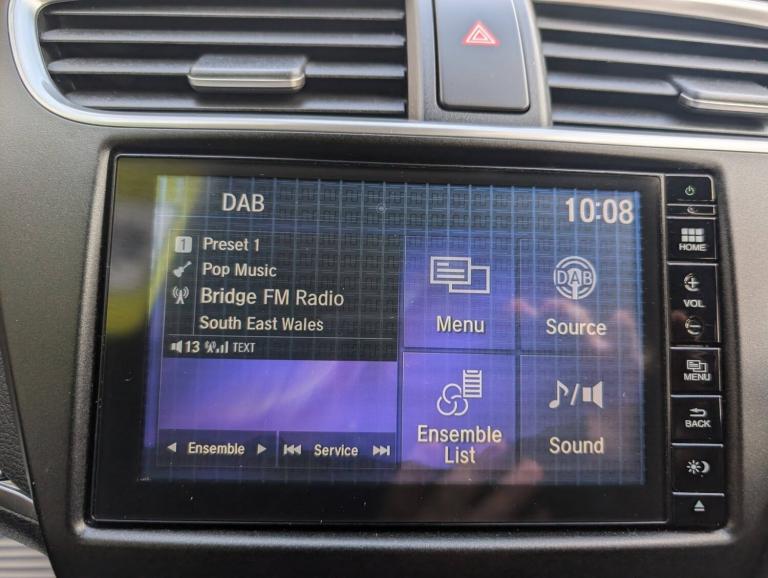 DAB
10:08
1 Preset 1
Pop Music
Bridge FM Radio
South East Wales
13 TEXT
Ensemble
Service
Menu
DAB
Source
Ensemble
List
Sound
HOME
+
VOL
−
MENU
BACK